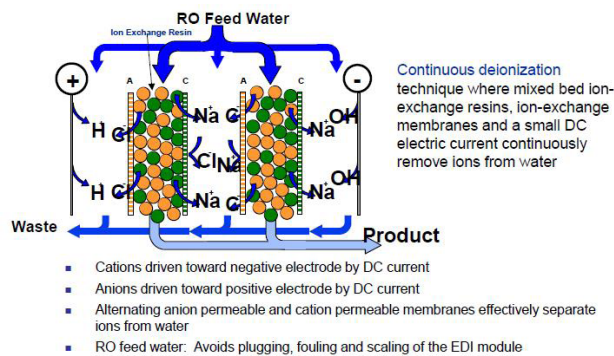 RO Feed Water
Ion Exchange Resin
+
A
C
A
C
-
Continuous deionization
technique where mixed bed ion-
exchange resins, ion-exchange
membranes and a small DC
electric current continuously
remove ions from water
H+ Cl- Na+ C- Na+ OH-
Cl- Na+
H C- Na+ C- Na+ OH-
Waste
Product
▪ Cations driven toward negative electrode by DC current
▪ Anions driven toward positive electrode by DC current
▪ Alternating anion permeable and cation permeable membranes effectively separate
ions from water
▪ RO feed water: Avoids plugging, fouling and scaling of the EDI module